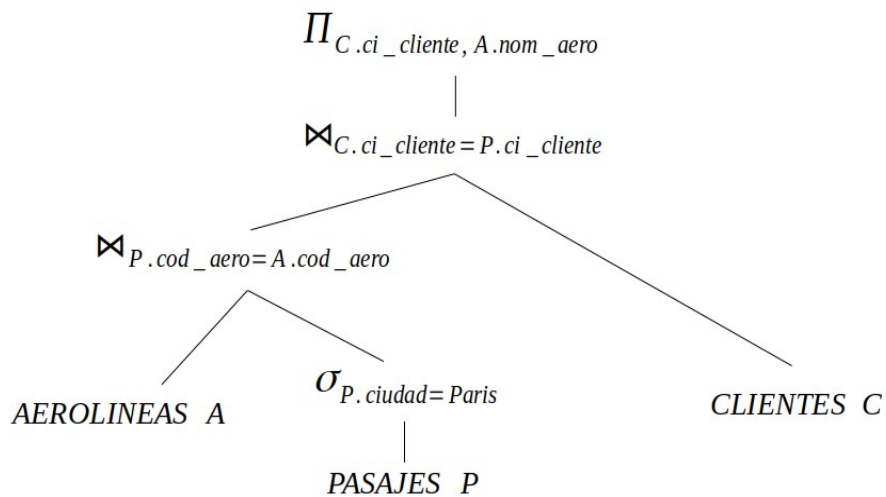 Π C.ci_cliente, A.nom_aero
⋈ C.ci_cliente=P.ci_cliente
⋈ P.cod_aero=A.cod_aero
σ P.ciudad=Paris
AEROLINEAS A
CLIENTES C
PASAJES P